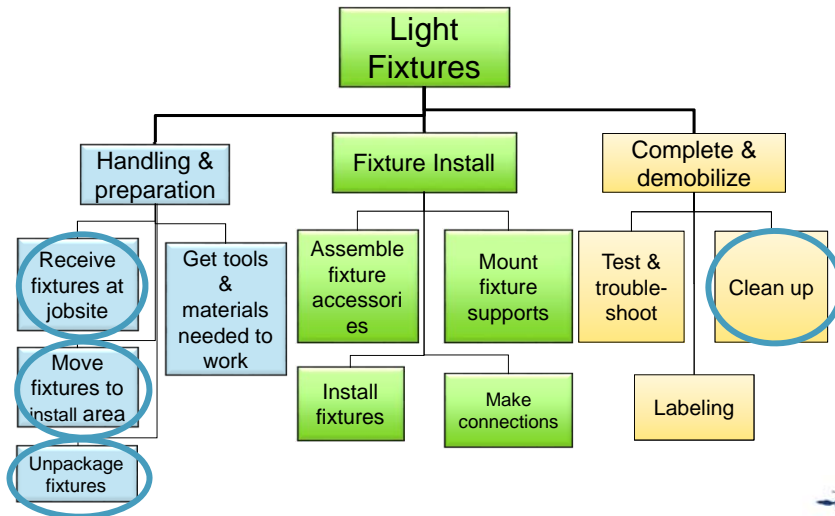 Light
Fixtures
Handling &
preparation
Fixture Install
Complete &
demobilize
Receive
fixtures at
jobsite
Get tools
&
materials
needed to
work
Assemble
fixture
accessori
es
Mount
fixture
supports
Test &
trouble-
shoot
Clean up
Move
fixtures to
install area
Install
fixtures
Make
connections
Labeling
Unpackage
fixtures